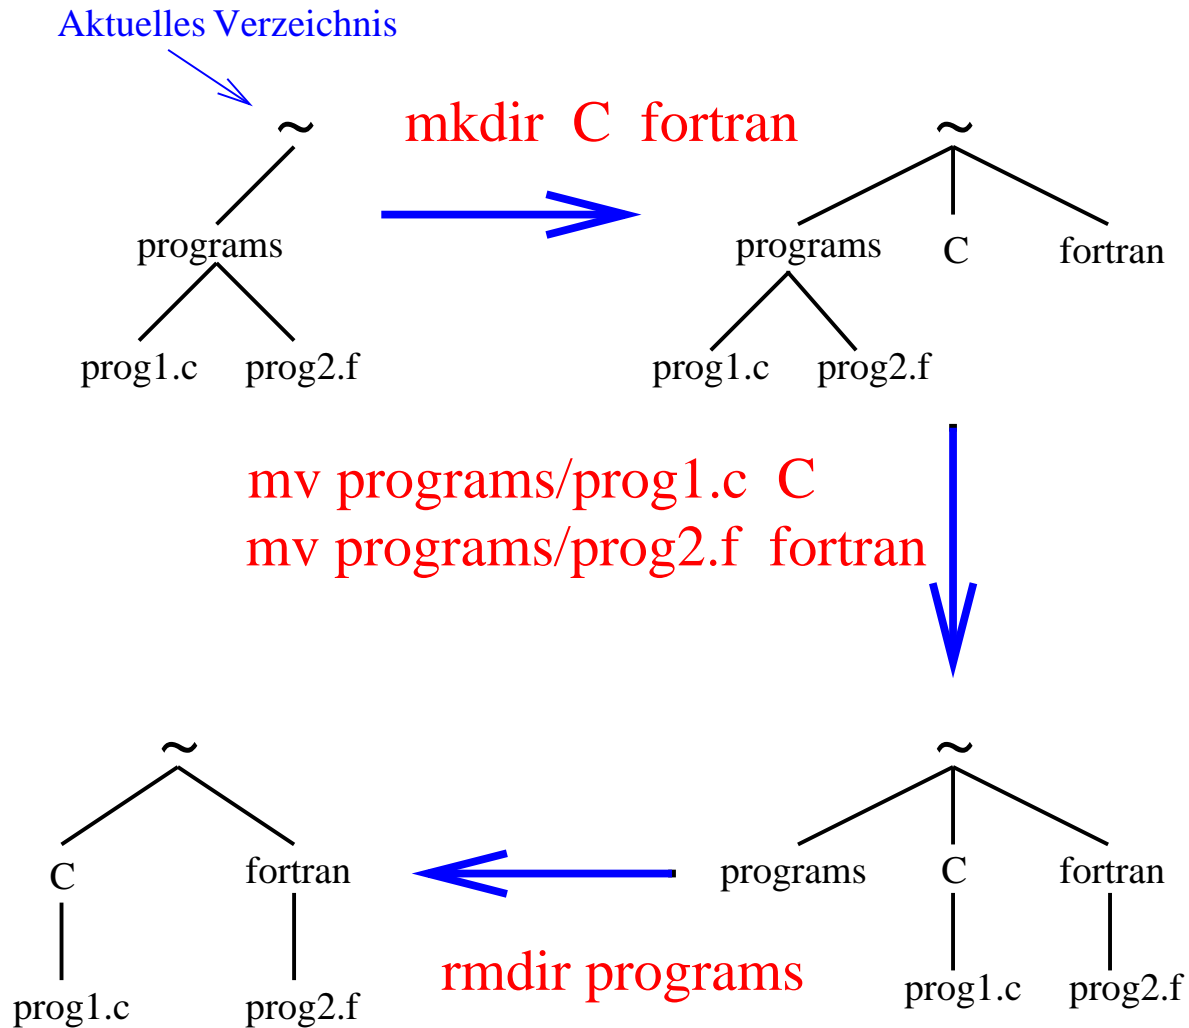 Aktuelles Verzeichnis
~
mkdir C fortran
~
programs
programs C fortran
prog1.c prog2.f
prog1.c prog2.f
mv programs/prog1.c C
mv programs/prog2.f fortran
~
~
C fortran
programs C fortran
rmdir programs
prog1.c prog2.f
prog1.c prog2.f